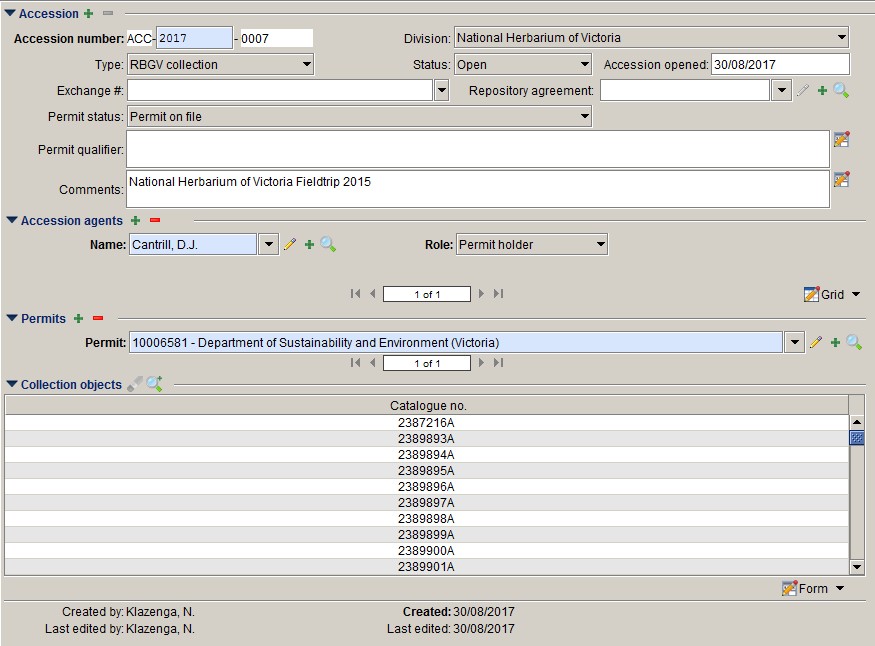 Accession
Accession number: ACC- 2017 - 0007 Division: National Herbarium of Victoria
Type: RBGV collection Status: Open Accession opened: 30/08/2017
Exchange #: Repository agreement:
Permit status: Permit on file
Permit qualifier:
Comments: National Herbarium of Victoria Fieldtrip 2015
Accession agents
Name: Cantrill, D.J. Role: Permit holder
1 of 1 Grid
Permits
Permit: 10006581 - Department of Sustainability and Environment (Victoria)
1 of 1
Collection objects
Catalogue no.
2387216A
2389893A
2389894A
2389895A
2389896A
2389897A
2389898A
2389899A
2389900A
2389901A
Form
Created by: Klazenga, N. Created: 30/08/2017
Last edited by: Klazenga, N. Last edited: 30/08/2017